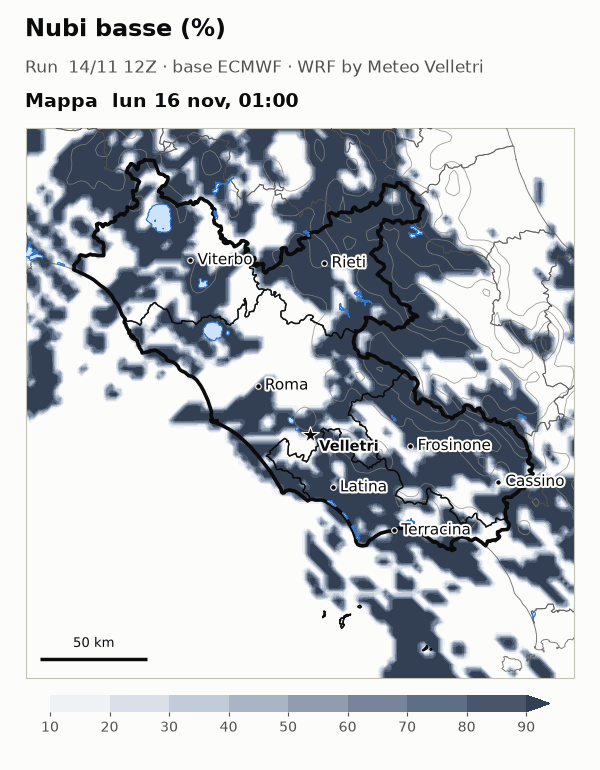 Nubi basse (%)
Run  14/11 12Z · base ECMWF · WRF by Meteo Velletri
Mappa  lun 16 nov, 01:00
Viterbo
Rieti
Roma
Velletri
Frosinone
Cassino
Latina
Terracina
50 km
10 20 30 40 50 60 70 80 90